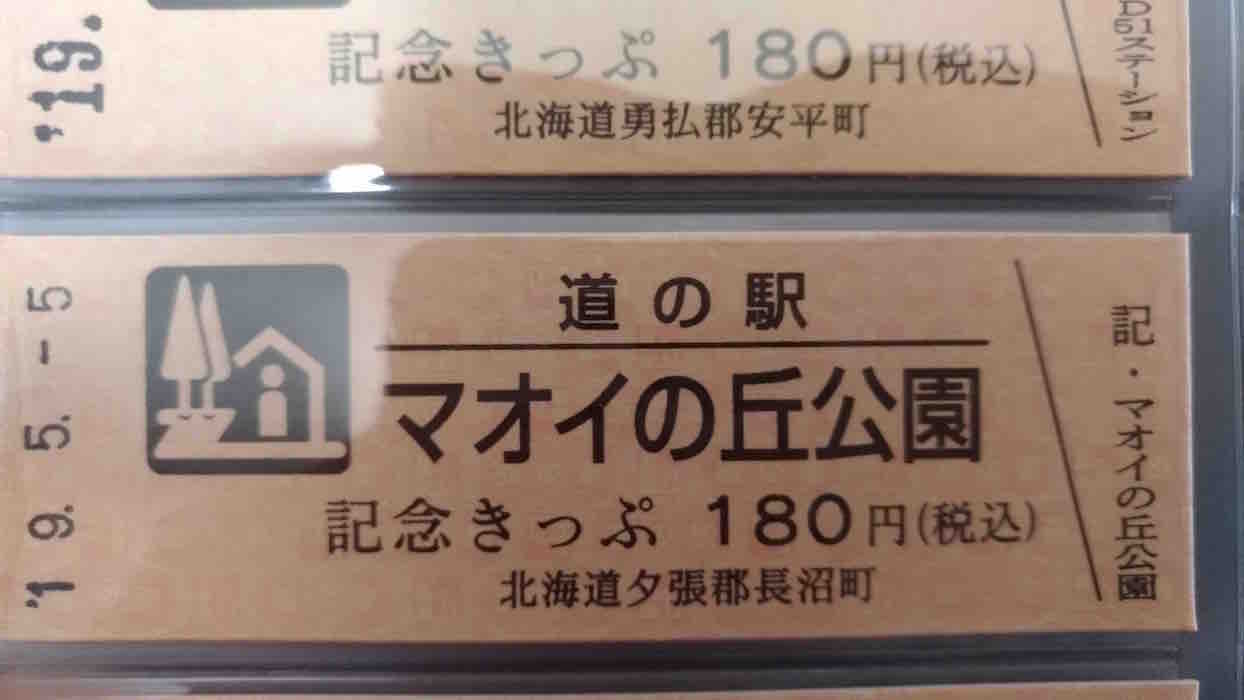 '19.
記念きっぷ 180円(税込)
北海道勇払郡安平町
D51ステーション
'19.5.-5
道の駅
マオイの丘公園
記念きっぷ 180円(税込)
北海道夕張郡長沼町
記・マオイの丘公園